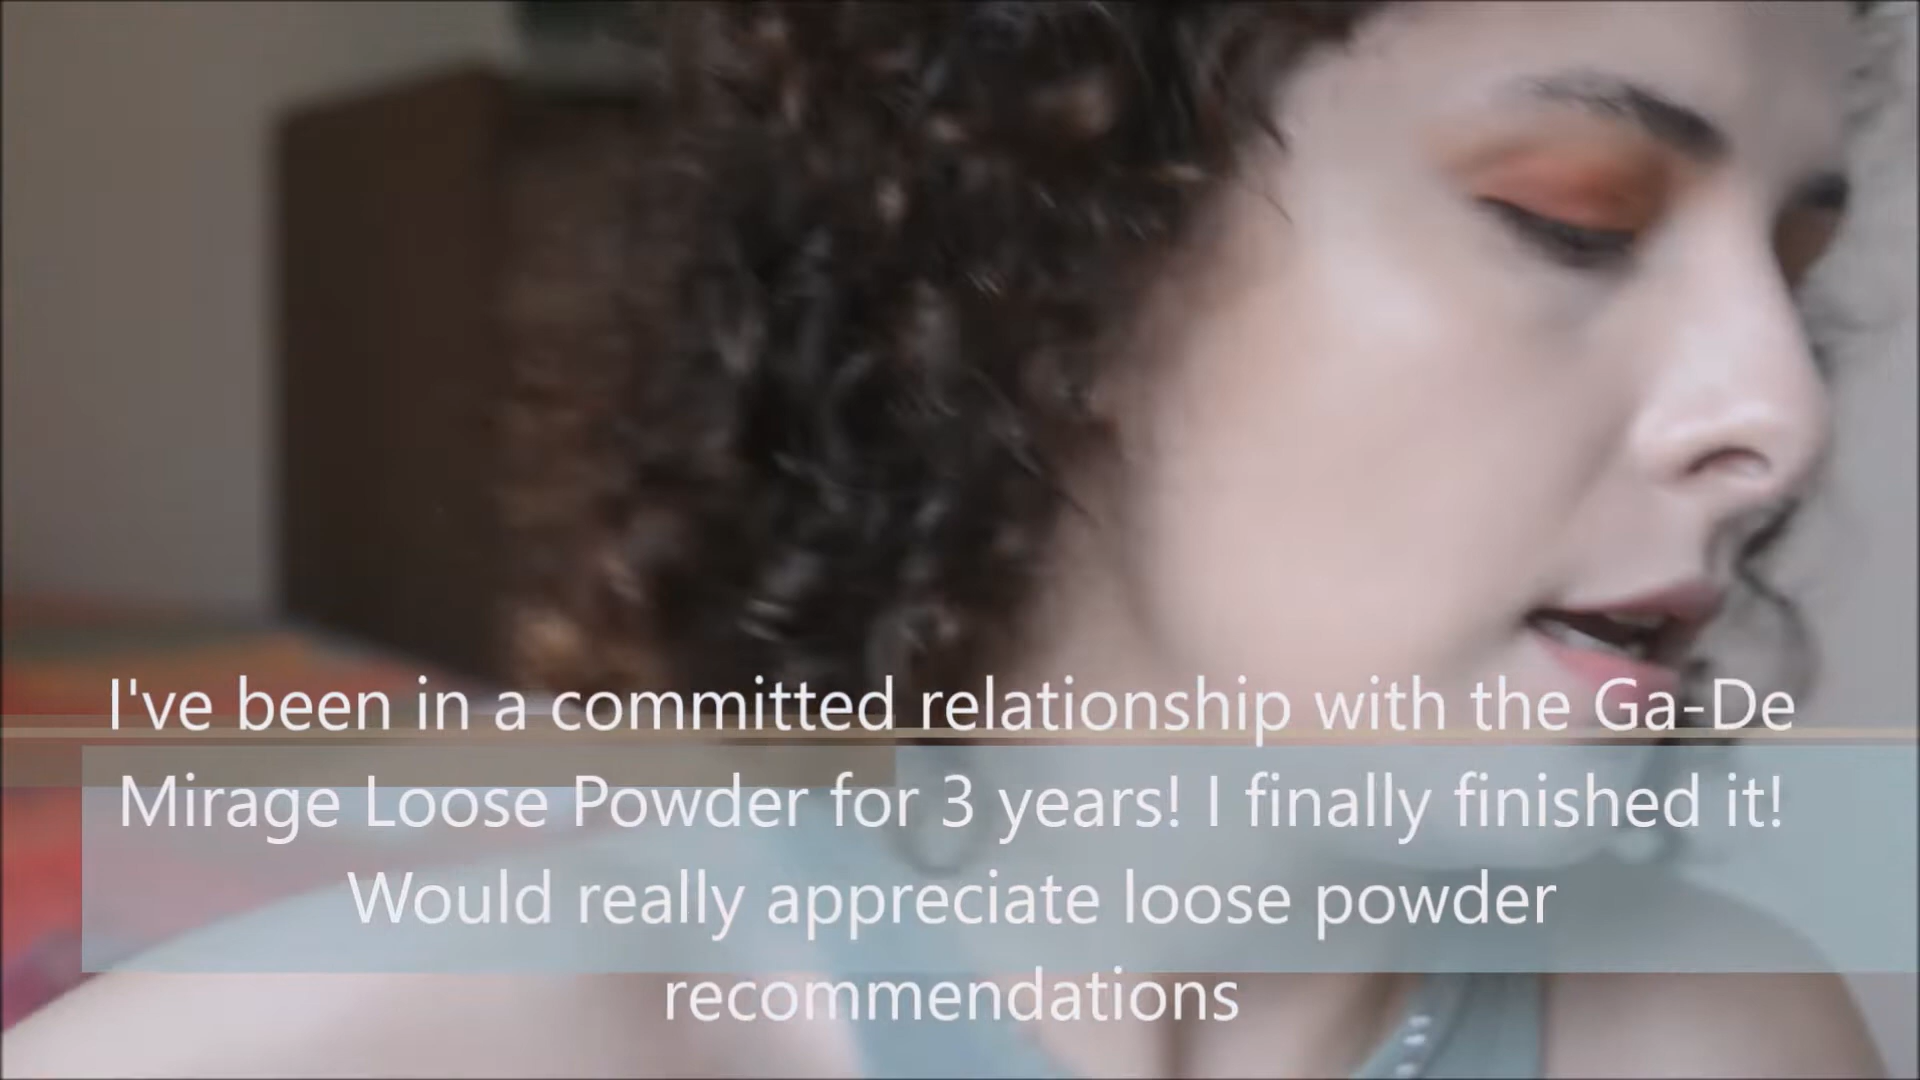 I've been in a committed relationship with the Ga-De
Mirage Loose Powder for 3 years! I finally finished it!
Would really appreciate loose powder
recommendations